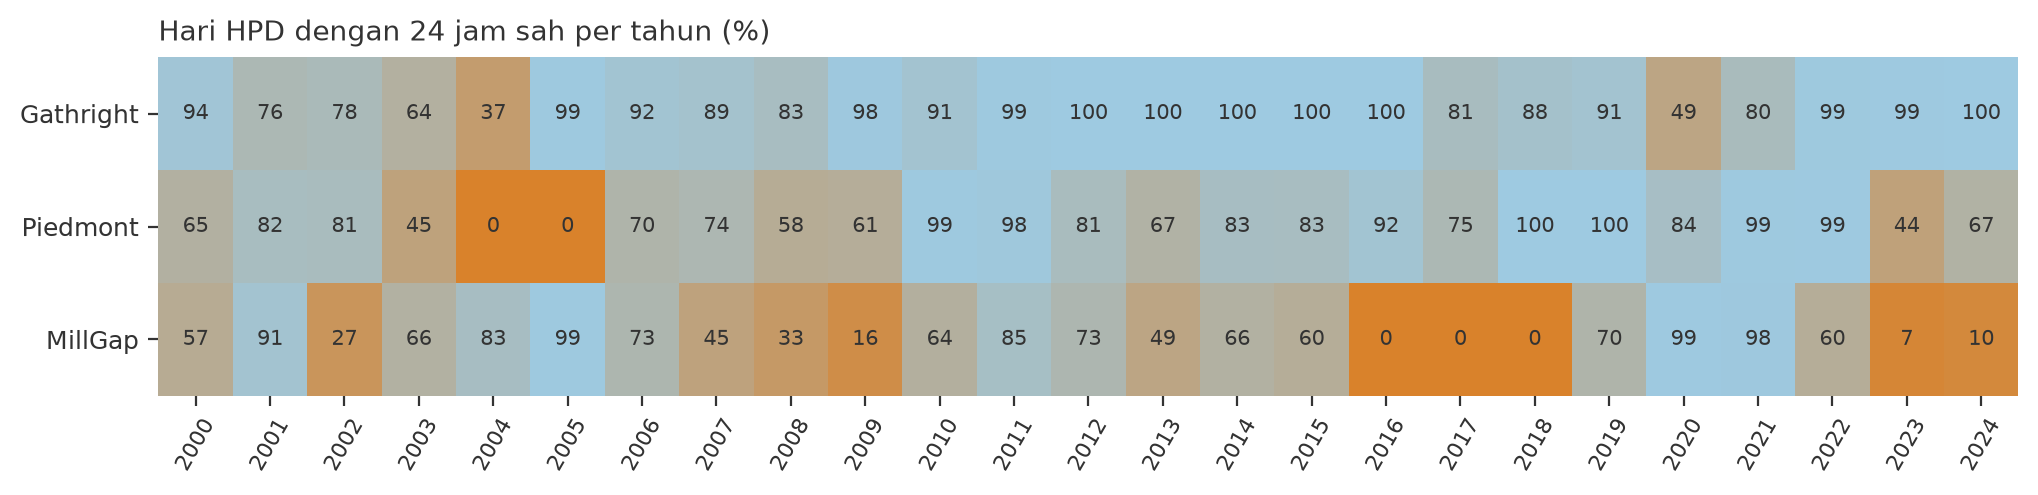 Hari HPD dengan 24 jam sah per tahun (%)
Gathright 94 76 78 64 37 99 92 89 83 98 91 99 100 100 100 100 100 81 88 91 49 80 99 99 100
Piedmont 65 82 81 45 0 0 70 74 58 61 99 98 81 67 83 83 92 75 100 100 84 99 99 44 67
MillGap 57 91 27 66 83 99 73 45 33 16 64 85 73 49 66 60 0 0 0 70 99 98 60 7 10
2000 2001 2002 2003 2004 2005 2006 2007 2008 2009 2010 2011 2012 2013 2014 2015 2016 2017 2018 2019 2020 2021 2022 2023 2024